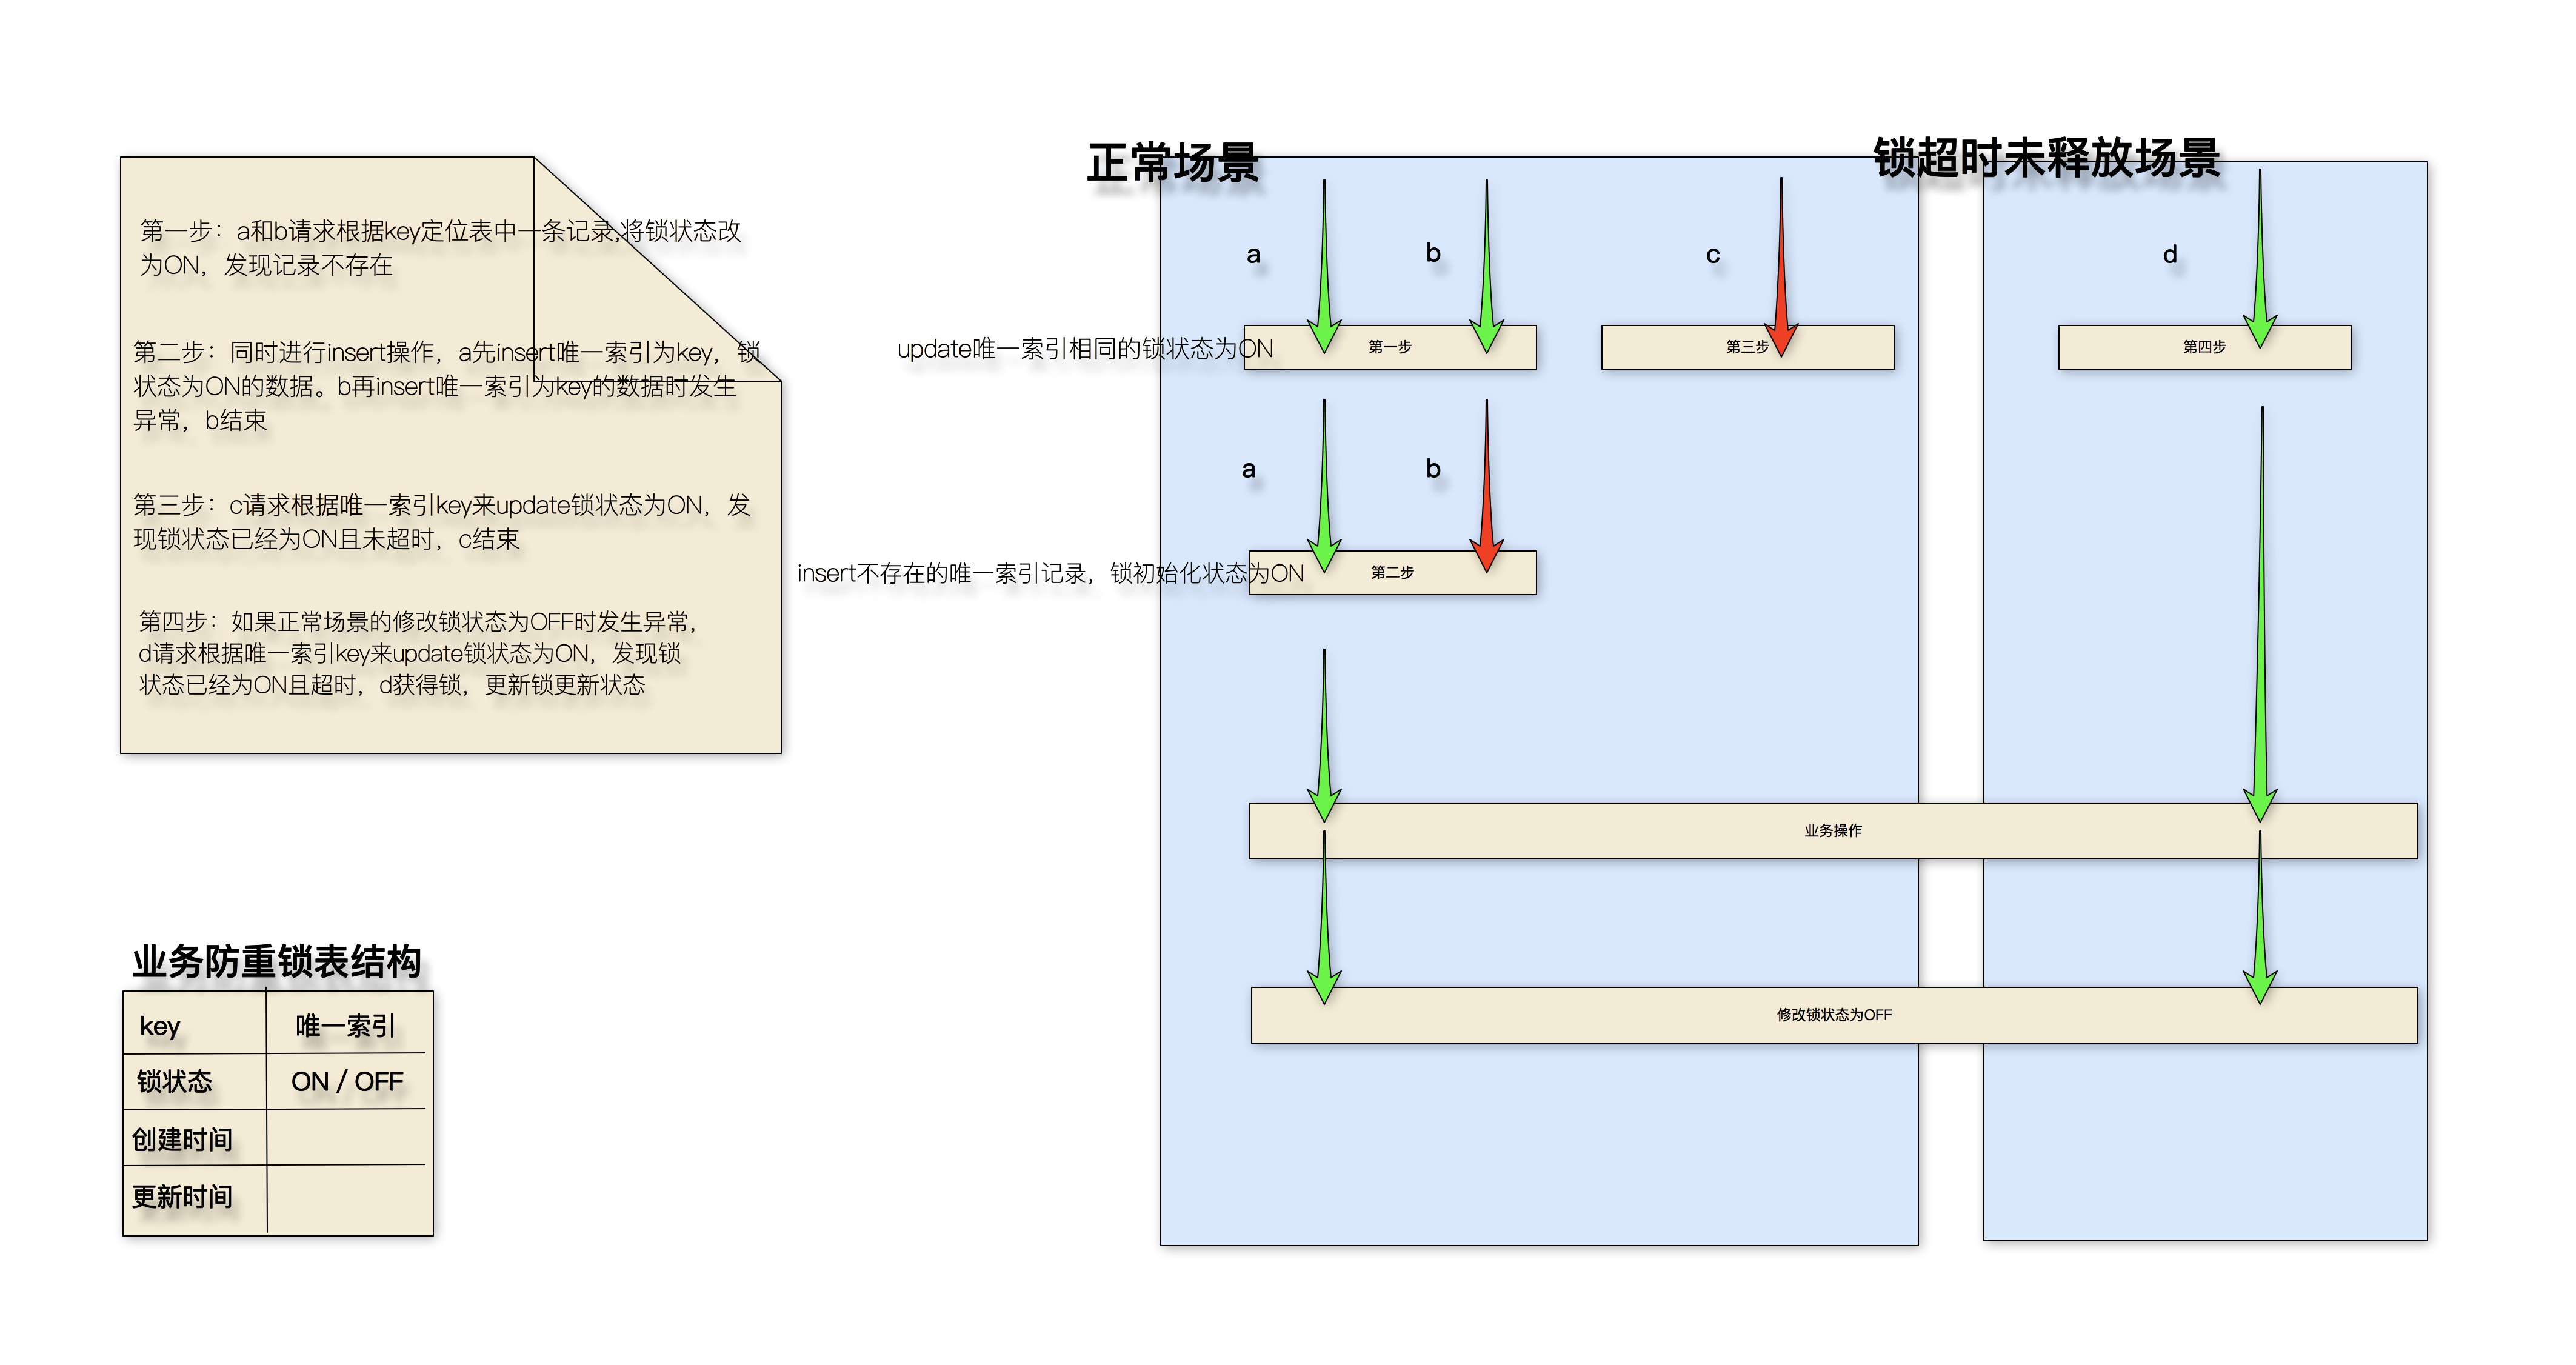 正常场景
锁超时未释放场景
第一步：a和b请求根据key定位表中一条记录,将锁状态改
为ON，发现记录不存在
第二步：同时进行insert操作，a先insert唯一索引为key，锁
状态为ON的数据。b再insert唯一索引为key的数据时发生
异常，b结束
第三步：c请求根据唯一索引key来update锁状态为ON，发
现锁状态已经为ON且未超时，c结束
第四步：如果正常场景的修改锁状态为OFF时发生异常，
d请求根据唯一索引key来update锁状态为ON，发现锁
状态已经为ON且超时，d获得锁，更新锁更新状态
a
b
c
d
update唯一索引相同的锁状态为ON
第一步
第三步
第四步
a
b
insert不存在的唯一索引记录，锁初始化状态为ON
第二步
业务操作
修改锁状态为OFF
业务防重锁表结构
key 唯一索引
锁状态 ON / OFF
创建时间
更新时间